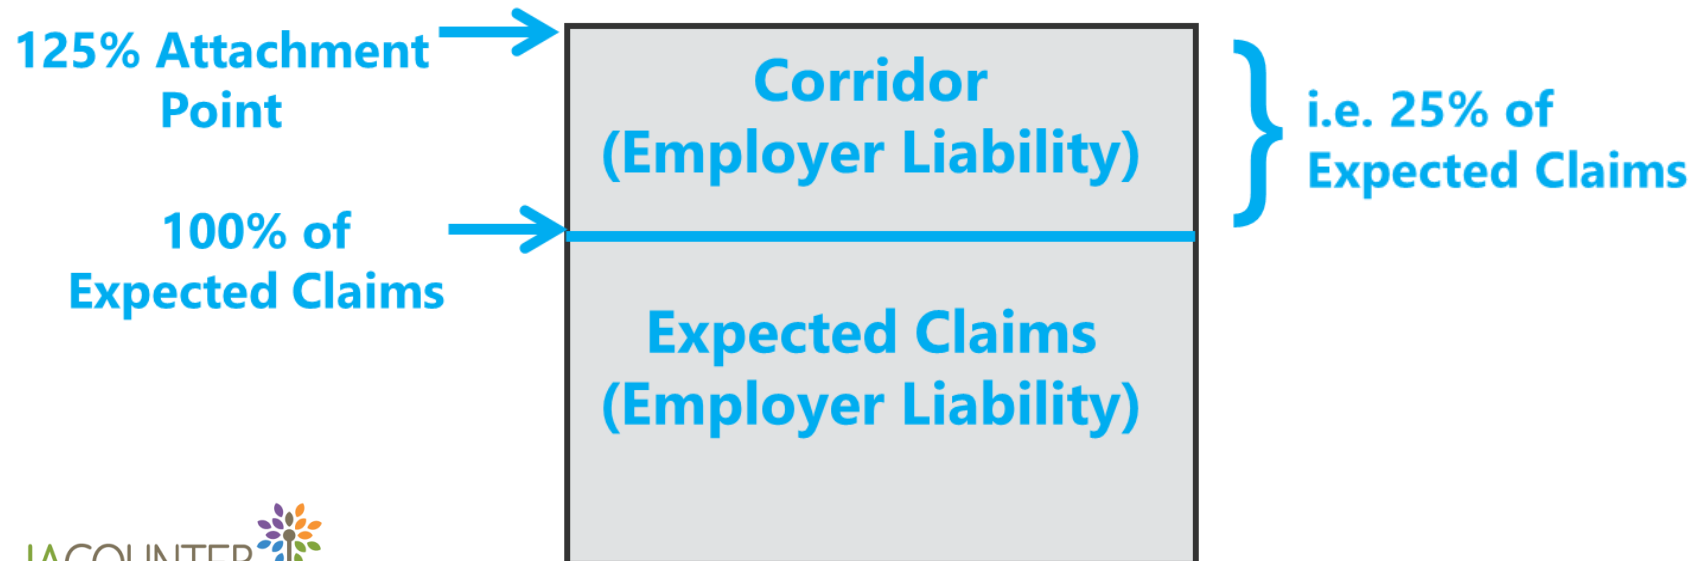 125% Attachment
Point
Corridor
(Employer Liability)
i.e. 25% of
Expected Claims
100% of
Expected Claims
Expected Claims
(Employer Liability)